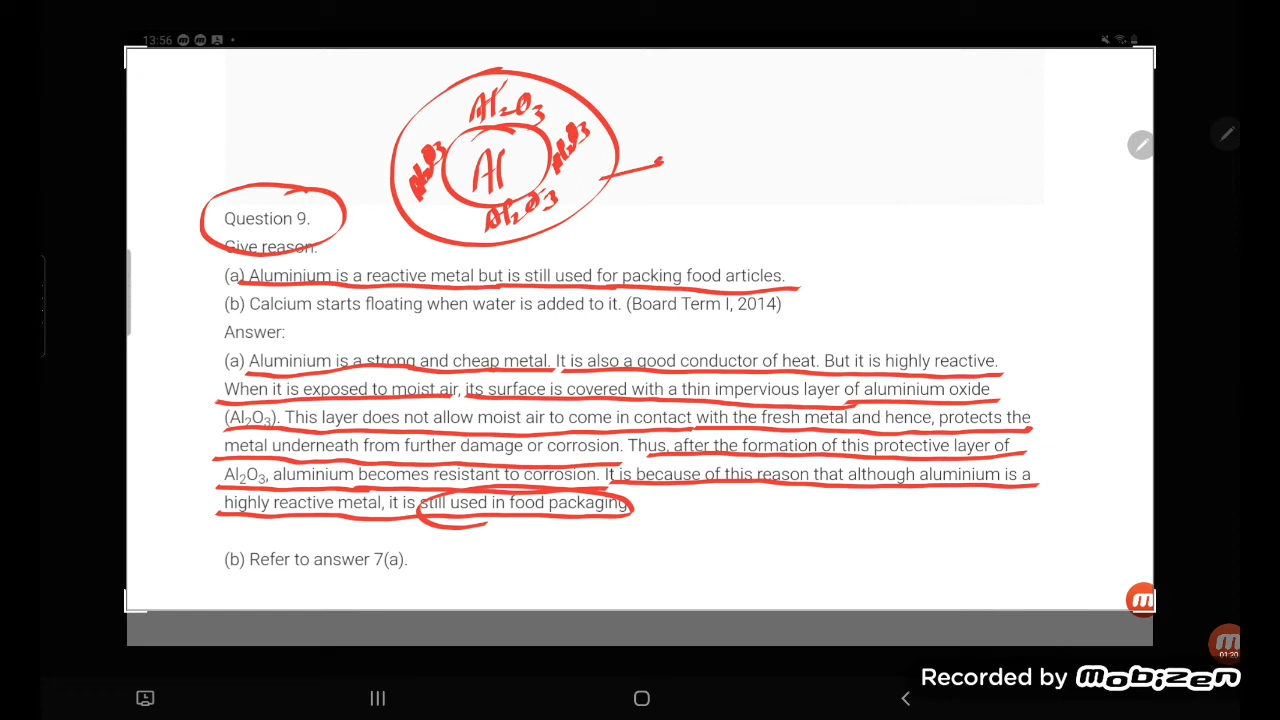 13:56
Al₂O₃
Al₂O₃ Al Al₂O₃
Al₂O₃
Question 9.
Give reason.
(a) Aluminium is a reactive metal but is still used for packing food articles.
(b) Calcium starts floating when water is added to it. (Board Term I, 2014)
Answer:
(a) Aluminium is a strong and cheap metal. It is also a good conductor of heat. But it is highly reactive.
When it is exposed to moist air, its surface is covered with a thin impervious layer of aluminium oxide
(Al₂O₃). This layer does not allow moist air to come in contact with the fresh metal and hence, protects the
metal underneath from further damage or corrosion. Thus, after the formation of this protective layer of
Al₂O₃, aluminium becomes resistant to corrosion. It is because of this reason that although aluminium is a
highly reactive metal, it is still used in food packaging.
(b) Refer to answer 7(a).
01:20
Recorded by mobizen